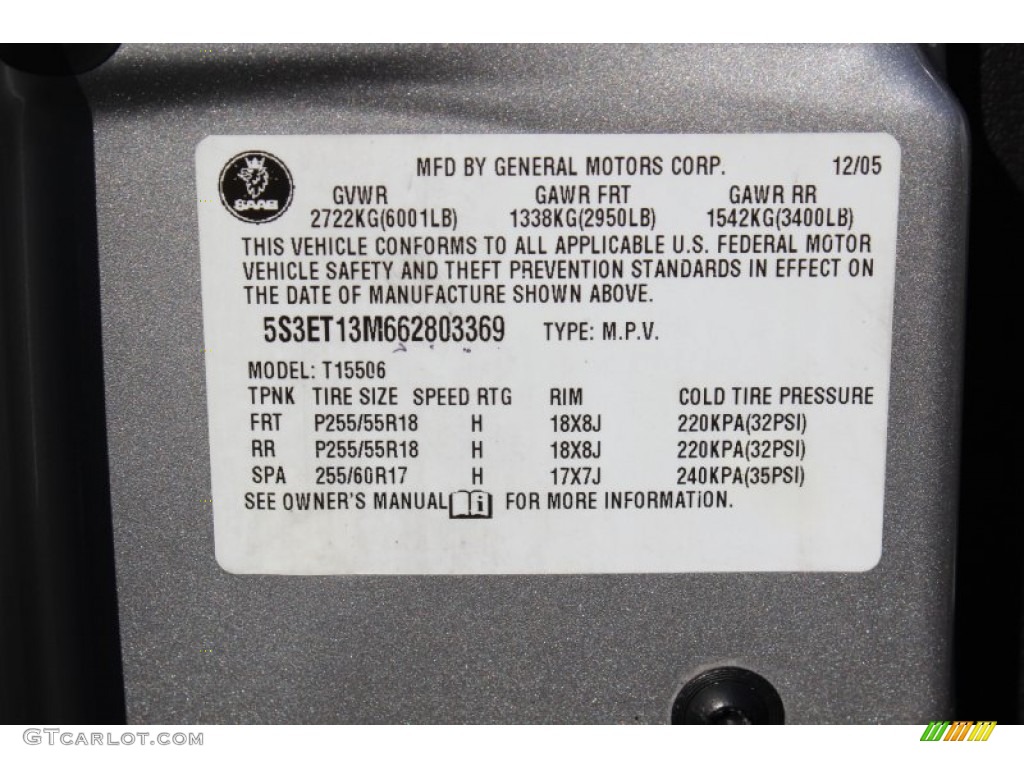 MFD BY GENERAL MOTORS CORP. 12/05
SAAB
GVWR GAWR FRT GAWR RR
2722KG(6001LB) 1338KG(2950LB) 1542KG(3400LB)
THIS VEHICLE CONFORMS TO ALL APPLICABLE U.S. FEDERAL MOTOR
VEHICLE SAFETY AND THEFT PREVENTION STANDARDS IN EFFECT ON
THE DATE OF MANUFACTURE SHOWN ABOVE.
5S3ET13M662803369 TYPE: M.P.V.
MODEL: T15506
TPNK TIRE SIZE SPEED RTG RIM COLD TIRE PRESSURE
FRT P255/55R18 H 18X8J 220KPA(32PSI)
RR P255/55R18 H 18X8J 220KPA(32PSI)
SPA 255/60R17 H 17X7J 240KPA(35PSI)
SEE OWNER'S MANUAL i FOR MORE INFORMATION.
GTCarLot.com